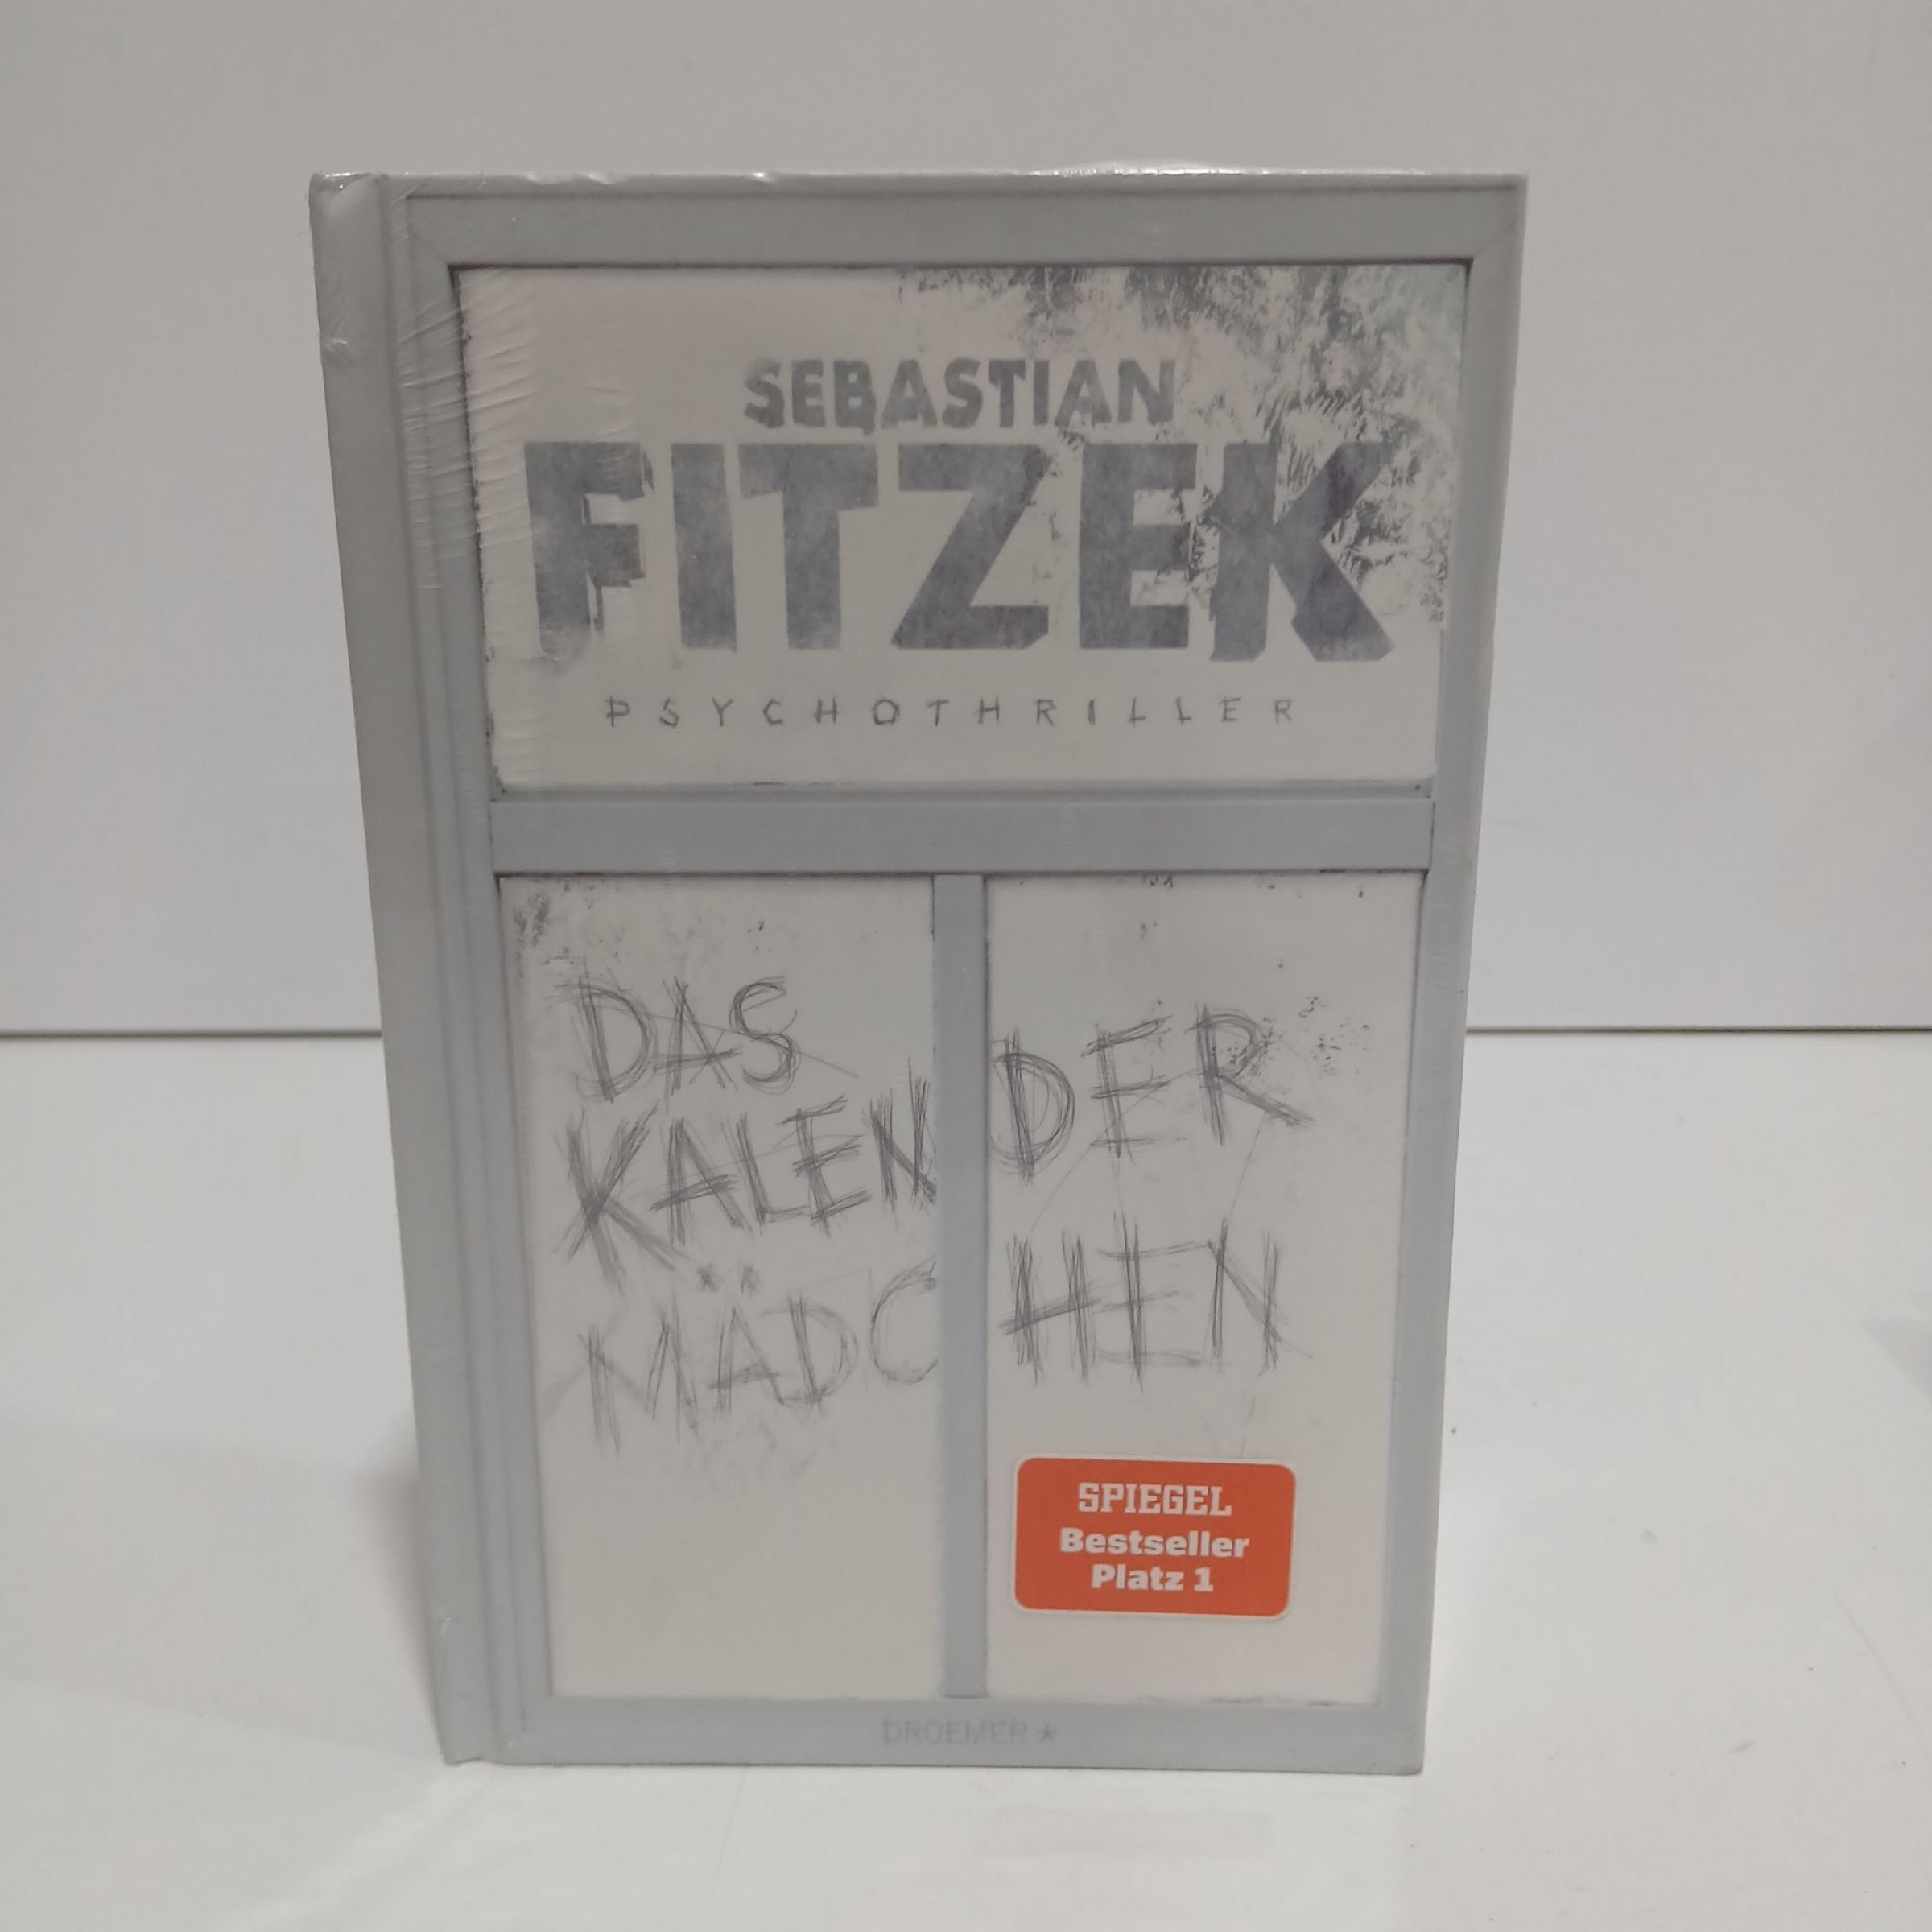 SEBASTIAN
FITZEK
PSYCHOTHRILLER
DAS
KALENDER
MÄDCHEN
SPIEGEL
Bestseller
Platz 1
DROEMER ★